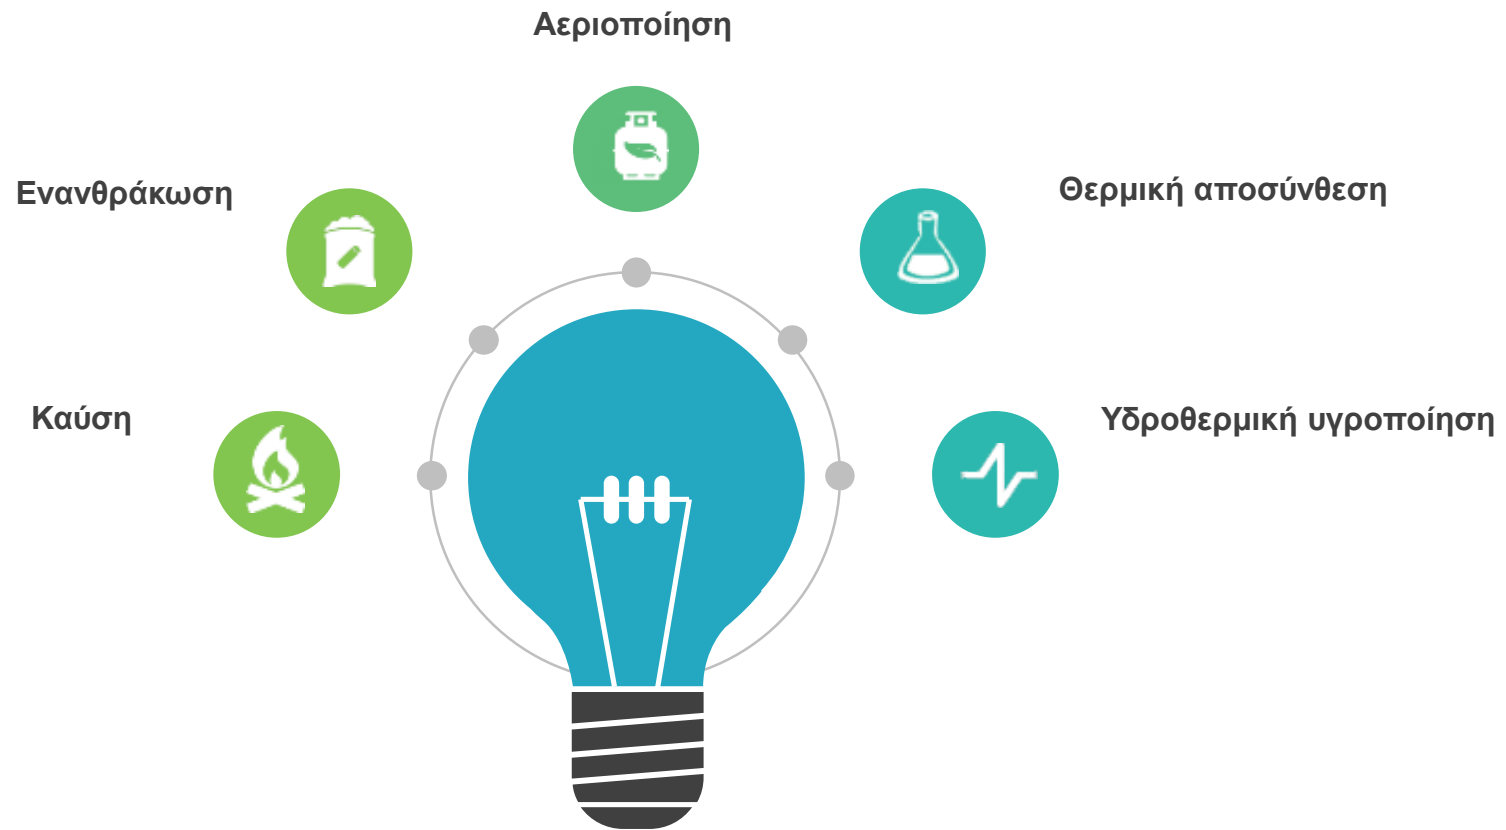 Αεριοποίηση
Ενανθράκωση
Θερμική αποσύνθεση
Καύση
Υδροθερμική υγροποίηση